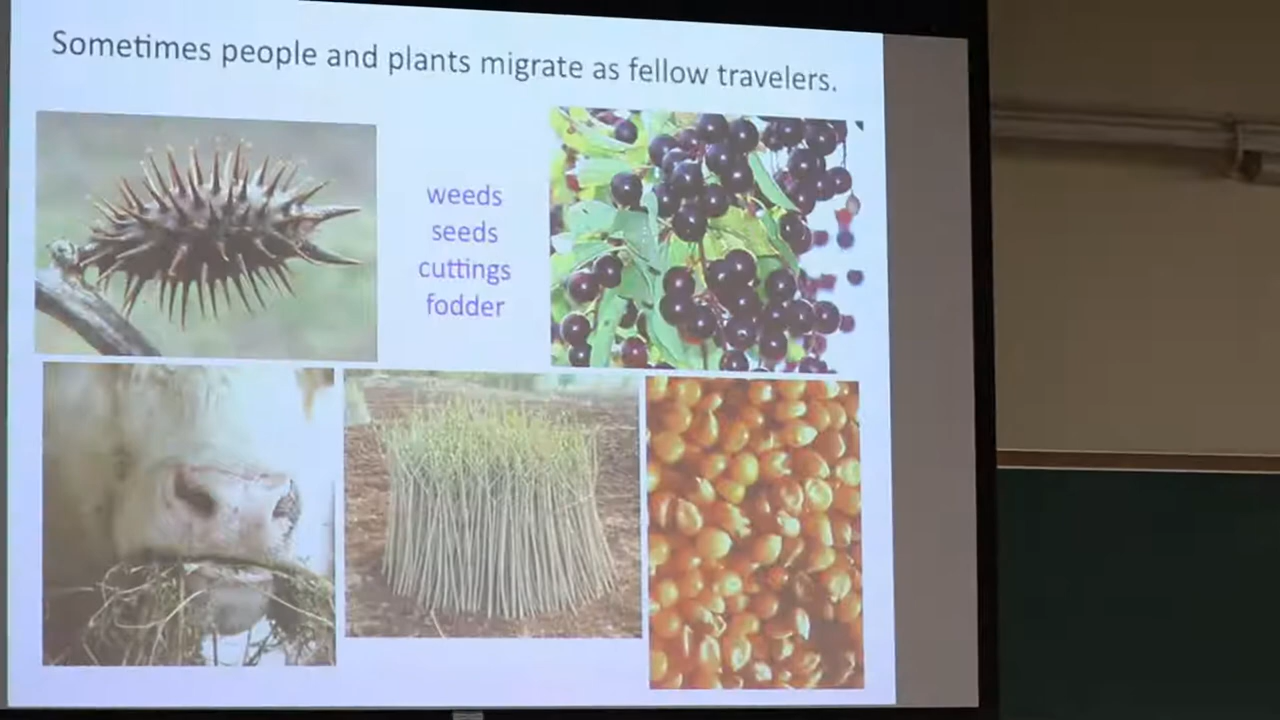 Sometimes people and plants migrate as fellow travelers.
weeds
seeds
cuttings
fodder